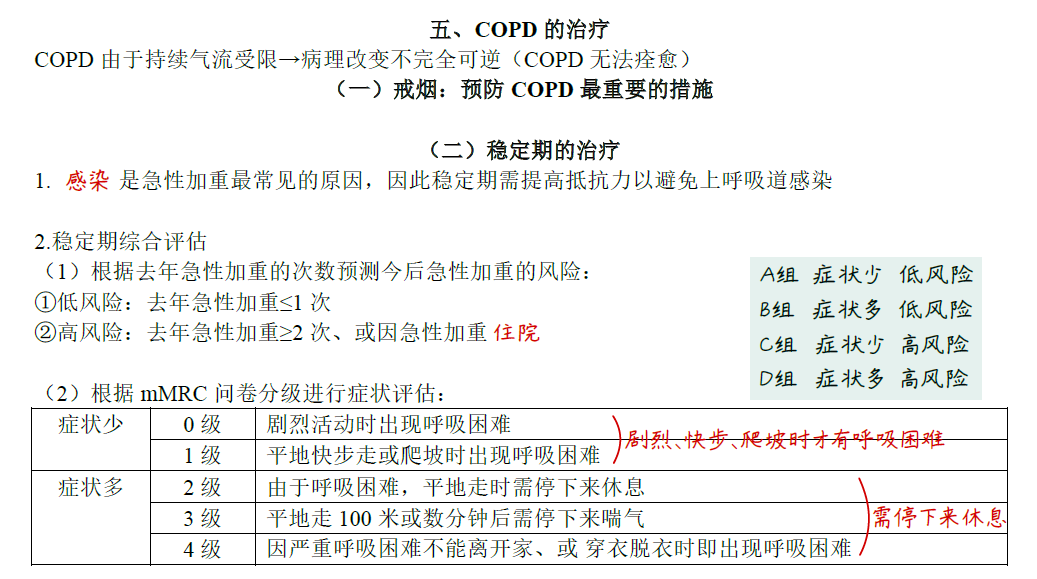 五、COPD 的治疗
COPD 由于持续气流受限→病理改变不完全可逆（COPD 无法痊愈）
（一）戒烟：预防 COPD 最重要的措施
（二）稳定期的治疗
1. 感染 是急性加重最常见的原因，因此稳定期需提高抵抗力以避免上呼吸道感染
2.稳定期综合评估
（1）根据去年急性加重的次数预测今后急性加重的风险：
①低风险：去年急性加重≤1 次
②高风险：去年急性加重≥2 次、或因急性加重 住院
A组 症状少 低风险
B组 症状多 低风险
C组 症状少 高风险
D组 症状多 高风险
（2）根据 mMRC 问卷分级进行症状评估：
症状少 0 级 剧烈活动时出现呼吸困难
1 级 平地快步走或爬坡时出现呼吸困难
剧烈、快步、爬坡时才有呼吸困难
症状多 2 级 由于呼吸困难，平地走时需停下来休息
3 级 平地走 100 米或数分钟后需停下来喘气
需停下来休息
4 级 因严重呼吸困难不能离开家、或 穿衣脱衣时即出现呼吸困难